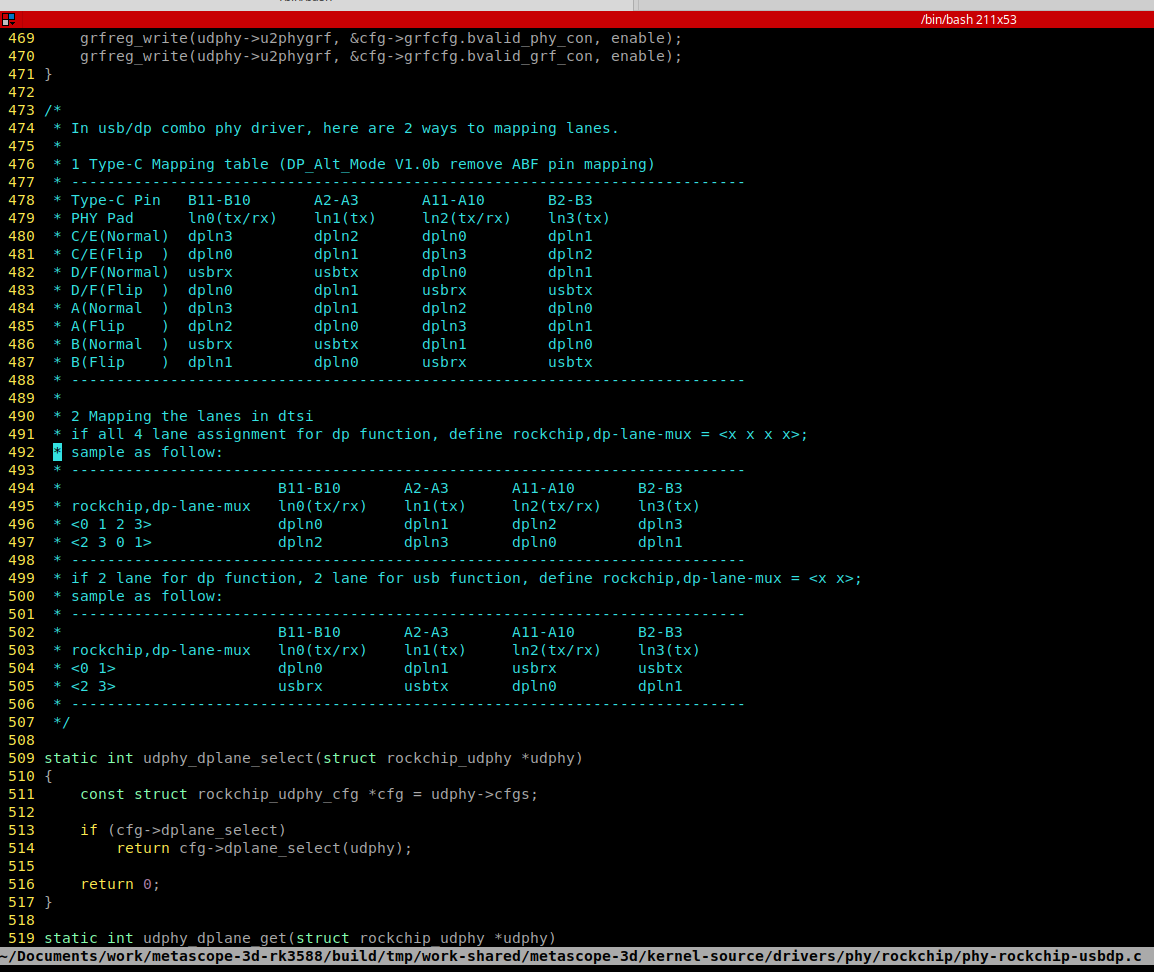 /bin/bash 211x53
469     grfreg_write(udphy->u2phygrf, &cfg->grfcfg.bvalid_phy_con, enable);
470     grfreg_write(udphy->u2phygrf, &cfg->grfcfg.bvalid_grf_con, enable);
471 }
472
473 /*
474  * In usb/dp combo phy driver, here are 2 ways to mapping lanes.
475  *
476  * 1 Type-C Mapping table (DP_Alt_Mode V1.0b remove ABF pin mapping)
477  * ---------------------------------------------------------------------------
478  * Type-C Pin   B11-B10       A2-A3       A11-A10       B2-B3
479  * PHY Pad      ln0(tx/rx)    ln1(tx)     ln2(tx/rx)    ln3(tx)
480  * C/E(Normal)  dpln3         dpln2       dpln0         dpln1
481  * C/E(Flip  )  dpln0         dpln1       dpln3         dpln2
482  * D/F(Normal)  usbrx         usbtx       dpln0         dpln1
483  * D/F(Flip  )  dpln0         dpln1       usbrx         usbtx
484  * A(Normal  )  dpln3         dpln1       dpln2         dpln0
485  * A(Flip    )  dpln2         dpln0       dpln3         dpln1
486  * B(Normal  )  usbrx         usbtx       dpln1         dpln0
487  * B(Flip    )  dpln1         dpln0       usbrx         usbtx
488  * ---------------------------------------------------------------------------
489  *
490  * 2 Mapping the lanes in dtsi
491  * if all 4 lane assignment for dp function, define rockchip,dp-lane-mux = <x x x x>;
492  * sample as follow:
493  * ---------------------------------------------------------------------------
494  *                        B11-B10       A2-A3       A11-A10       B2-B3
495  * rockchip,dp-lane-mux   ln0(tx/rx)    ln1(tx)     ln2(tx/rx)    ln3(tx)
496  * <0 1 2 3>              dpln0         dpln1       dpln2         dpln3
497  * <2 3 0 1>              dpln2         dpln3       dpln0         dpln1
498  * ---------------------------------------------------------------------------
499  * if 2 lane for dp function, 2 lane for usb function, define rockchip,dp-lane-mux = <x x>;
500  * sample as follow:
501  * ---------------------------------------------------------------------------
502  *                        B11-B10       A2-A3       A11-A10       B2-B3
503  * rockchip,dp-lane-mux   ln0(tx/rx)    ln1(tx)     ln2(tx/rx)    ln3(tx)
504  * <0 1>                  dpln0         dpln1       usbrx         usbtx
505  * <2 3>                  usbrx         usbtx       dpln0         dpln1
506  * ---------------------------------------------------------------------------
507  */
508
509 static int udphy_dplane_select(struct rockchip_udphy *udphy)
510 {
511     const struct rockchip_udphy_cfg *cfg = udphy->cfgs;
512
513     if (cfg->dplane_select)
514         return cfg->dplane_select(udphy);
515
516     return 0;
517 }
518
519 static int udphy_dplane_get(struct rockchip_udphy *udphy)
~/Documents/work/metascope-3d-rk3588/build/tmp/work-shared/metascope-3d/kernel-source/drivers/phy/rockchip/phy-rockchip-usbdp.c